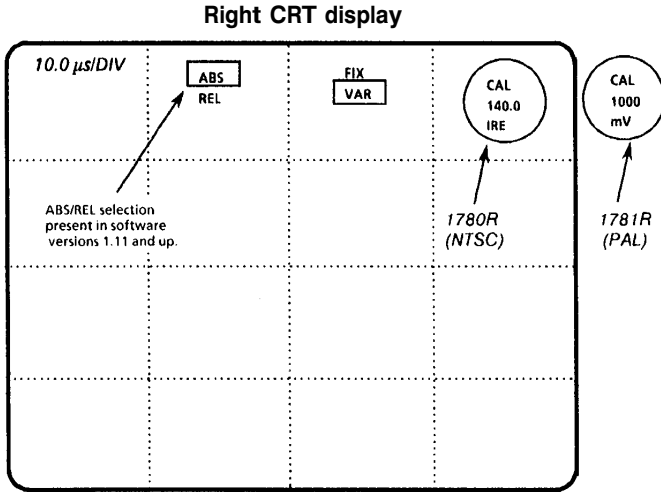 Right CRT display
10.0 µs/DIV
ABS
REL
FIX
VAR
CAL
140.0
IRE
CAL
1000
mV
ABS/REL selection
present in software
versions 1.11 and up.
1780R
(NTSC)
1781R
(PAL)